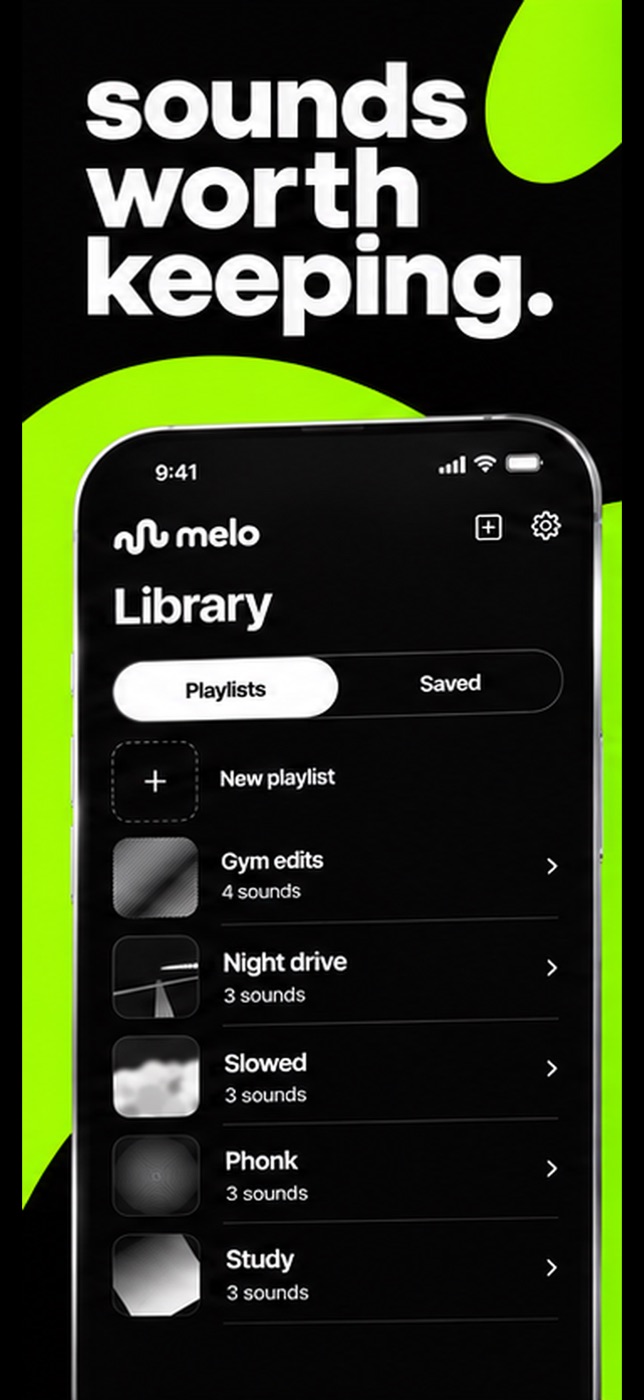 sounds
worth
keeping.
9:41
melo
Library
Playlists
Saved
New playlist
Gym edits
4 sounds
Night drive
3 sounds
Slowed
3 sounds
Phonk
3 sounds
Study
3 sounds